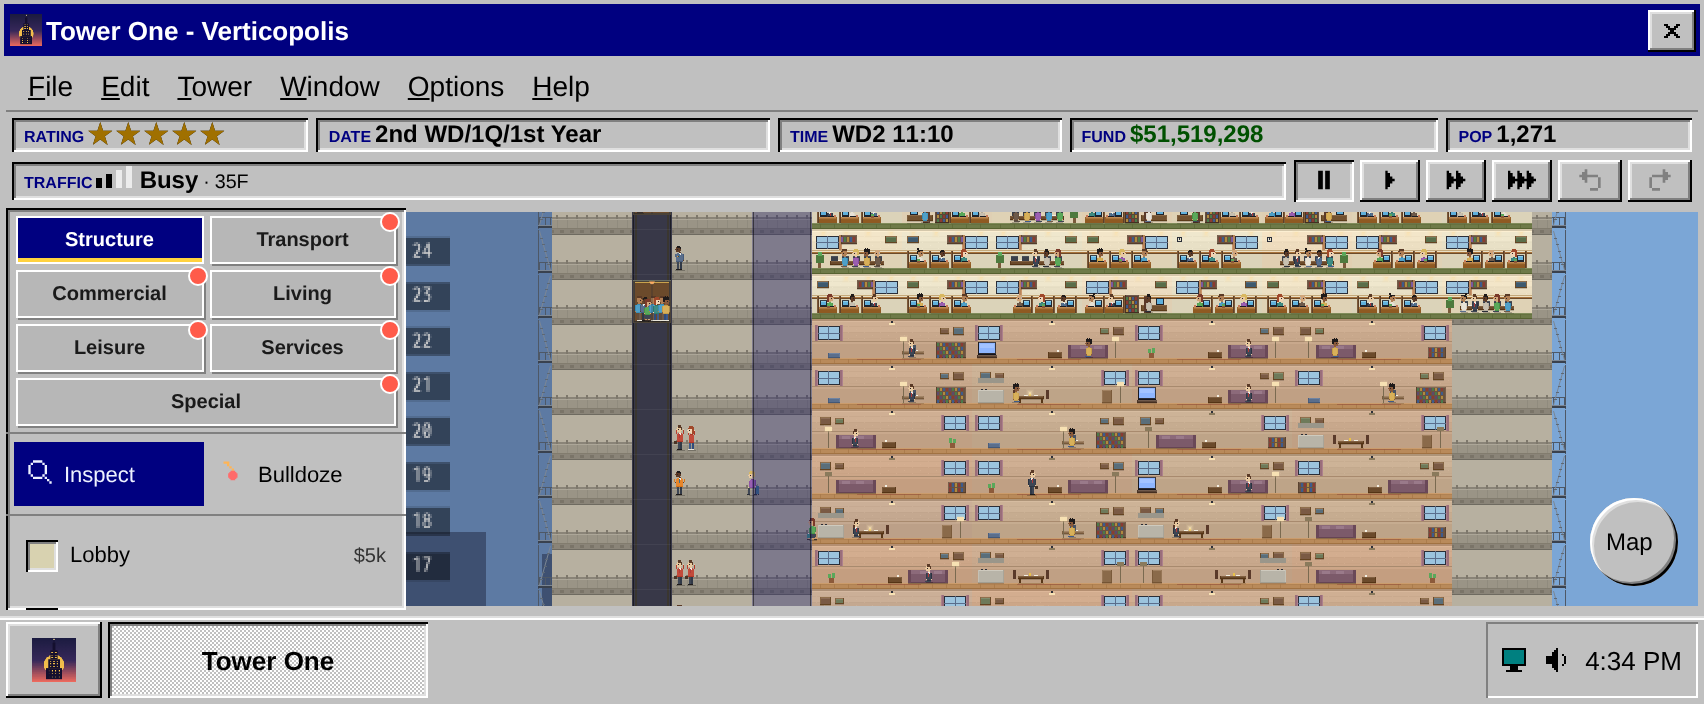 Tower One - Verticopolis
File Edit Tower Window Options Help
RATING DATE 2nd WD/1Q/1st Year TIME WD2 11:10 FUND $51,519,298 POP 1,271
TRAFFIC Busy · 35F
Structure Transport
Commercial Living
Leisure Services
Special
Inspect Bulldoze
Lobby $5k
24
23
22
21
20
19
18
17
Map
Tower One 4:34 PM